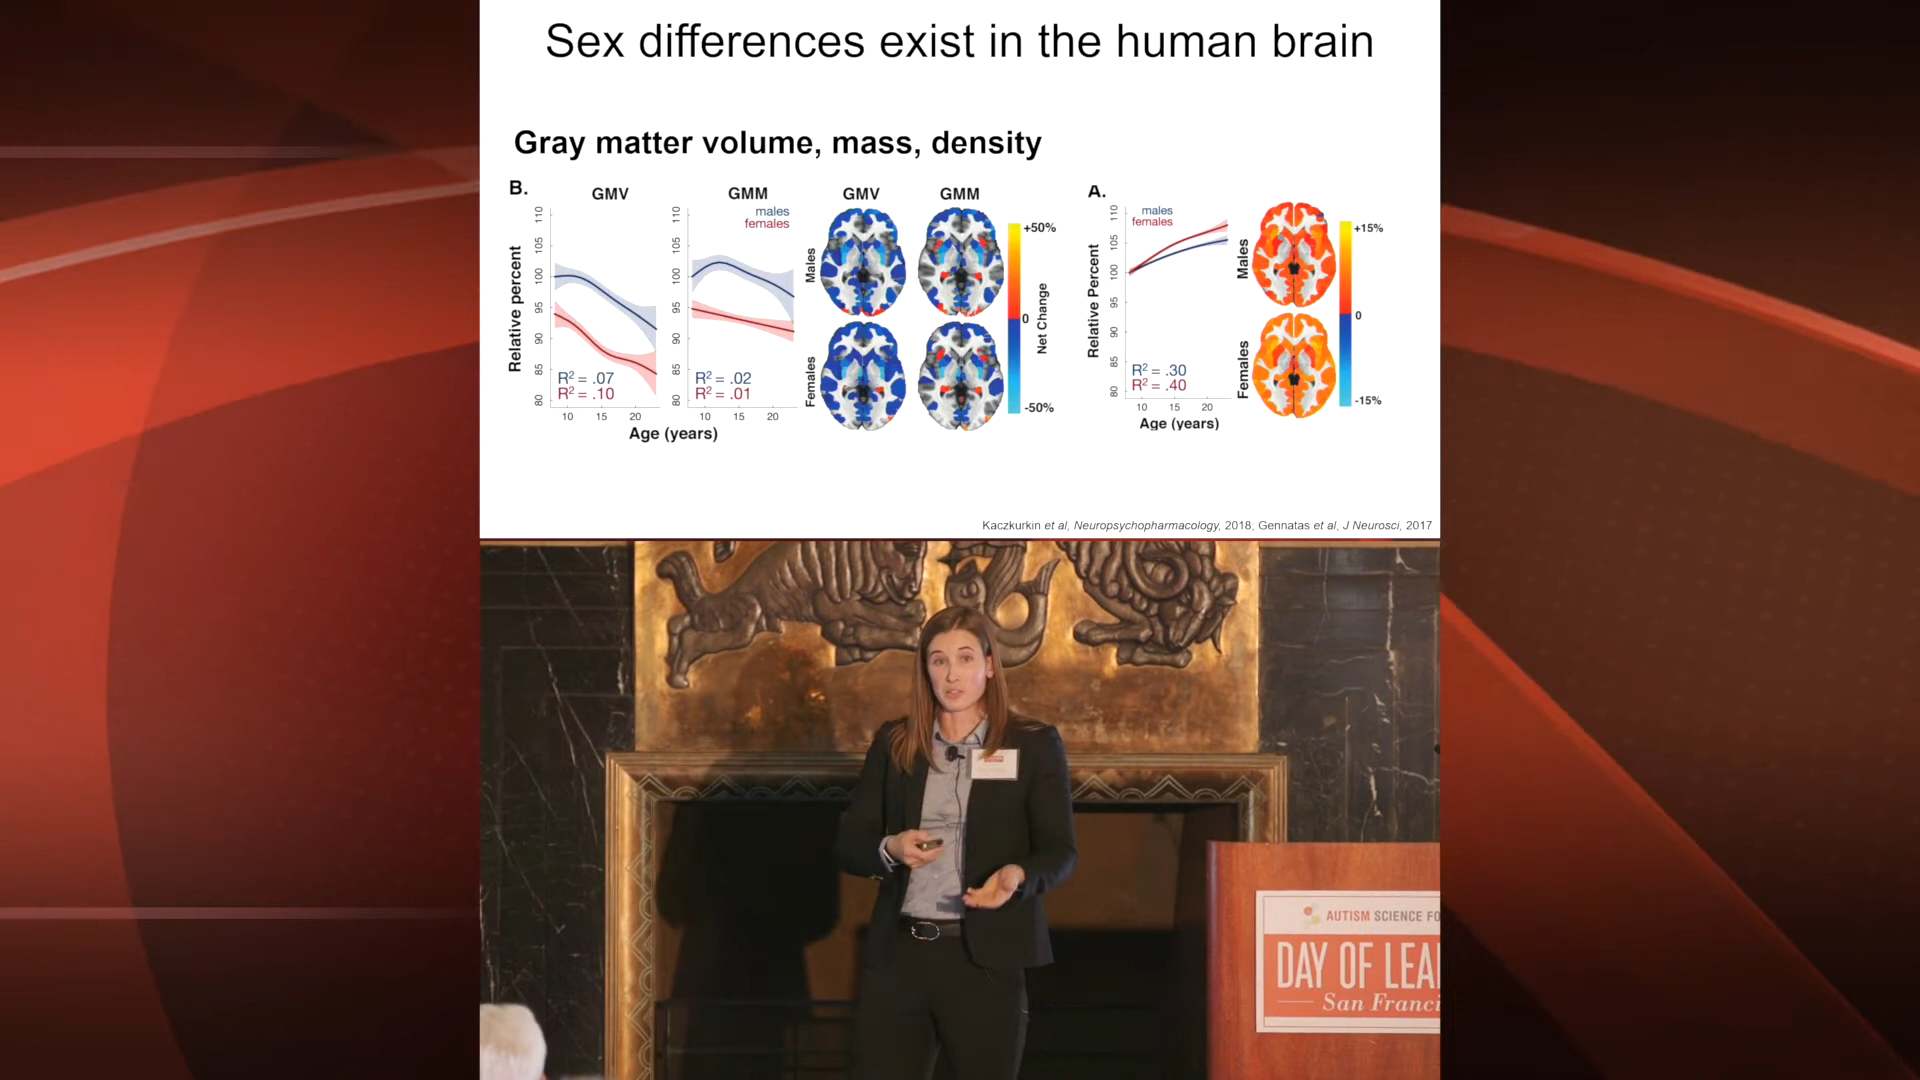 Sex differences exist in the human brain
Gray matter volume, mass, density
B.
GMV
GMM
GMV
GMM
A.
males
females
males
females
Relative percent
110
105
100
95
90
85
80
110
105
100
95
90
85
80
R² = .07
R² = .10
R² = .02
R² = .01
10 15 20
10 15 20
Age (years)
Males
Females
+50%
0
-50%
Net Change
Relative Percent
110
105
100
95
90
85
80
R² = .30
R² = .40
10 15 20
Age (years)
Males
Females
+15%
0
-15%
Kaczkurkin et al, Neuropsychopharmacology, 2018; Gennatas et al, J Neurosci, 2017
AUTISM SCIENCE FO
DAY OF LEA
San Franci